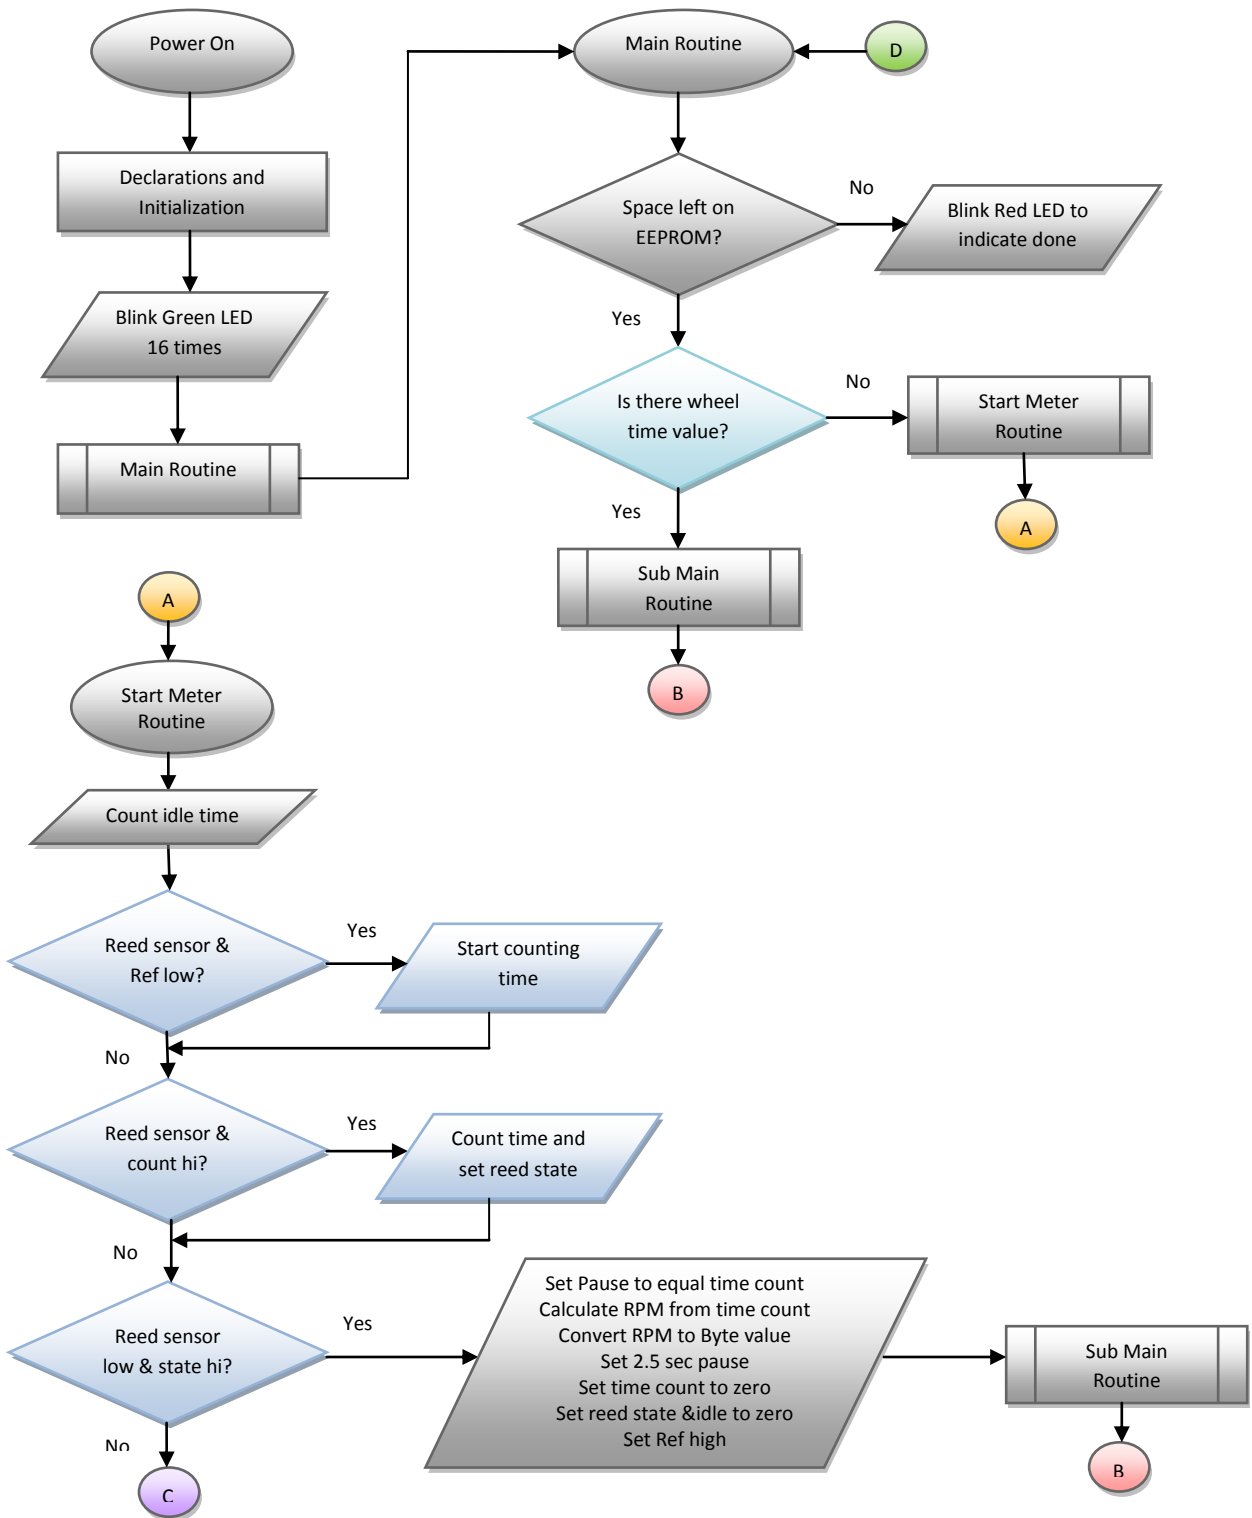 Power On
Declarations and
Initialization
Blink Green LED
16 times
Main Routine
Main Routine
D
Space left on
EEPROM?
No
Blink Red LED to
indicate done
Yes
Is there wheel
time value?
No
Start Meter
Routine
A
Yes
Sub Main
Routine
B
A
Start Meter
Routine
Count idle time
Reed sensor &
Ref low?
Yes
Start counting
time
No
Reed sensor &
count hi?
Yes
Count time and
set reed state
No
Reed sensor
low & state hi?
Yes
Set Pause to equal time count
Calculate RPM from time count
Convert RPM to Byte value
Set 2.5 sec pause
Set time count to zero
Set reed state &idle to zero
Set Ref high
Sub Main
Routine
B
No
C